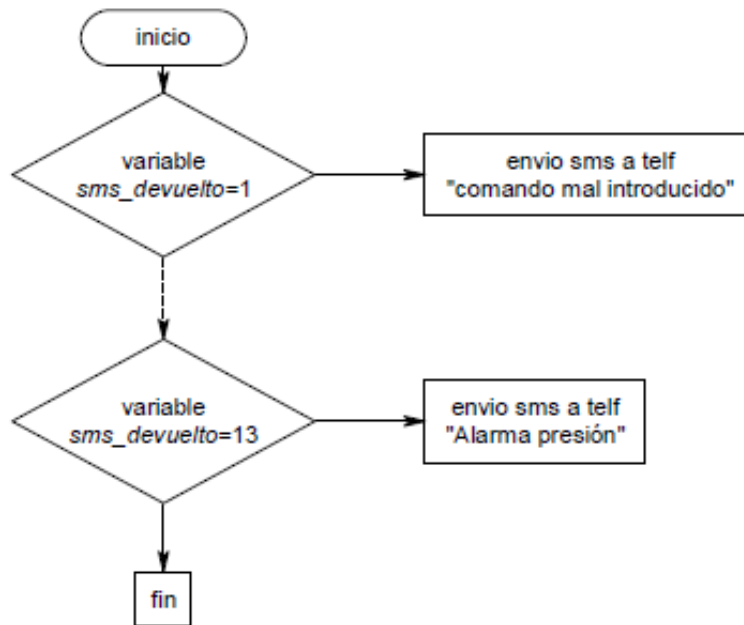 inicio
variable
sms_devuelto=1
envio sms a telf
"comando mal introducido"
variable
sms_devuelto=13
envio sms a telf
"Alarma presión"
fin